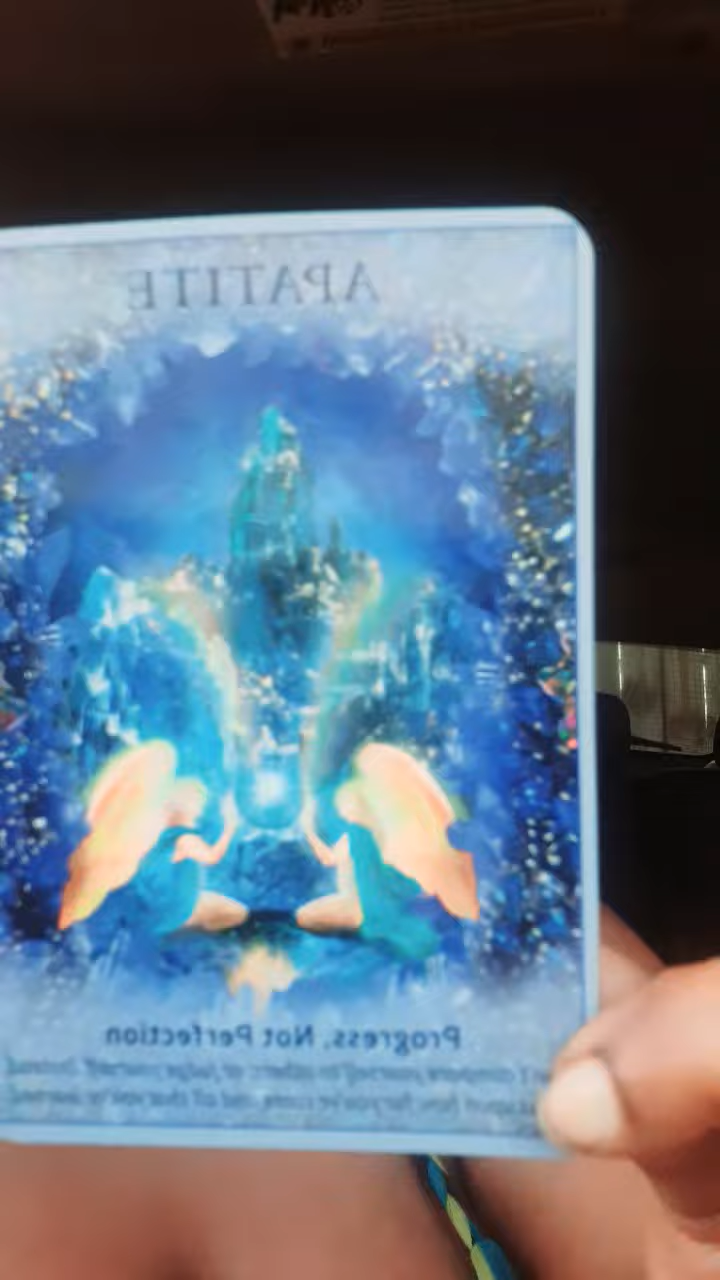 APATITE
Progress, Not Perfection
compare yourself to others, or judge yourself. Instead,
upon how far you've come, and all that you've learned.